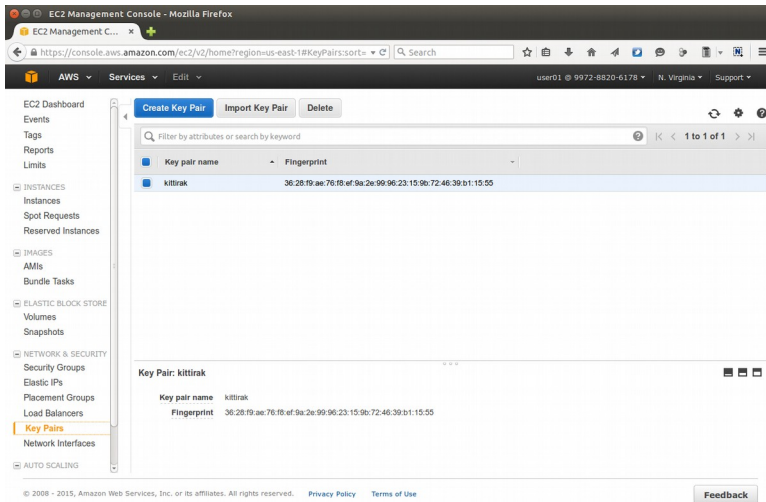 EC2 Management Console - Mozilla Firefox
EC2 Management C... ×
https://console.aws.amazon.com/ec2/v2/home?region=us-east-1#KeyPairs:sort=
Search
AWS Services Edit user01 @ 9972-8820-6178 N. Virginia Support
EC2 Dashboard
Events
Tags
Reports
Limits
INSTANCES
Instances
Spot Requests
Reserved Instances
IMAGES
AMIs
Bundle Tasks
ELASTIC BLOCK STORE
Volumes
Snapshots
NETWORK & SECURITY
Security Groups
Elastic IPs
Placement Groups
Load Balancers
Key Pairs
Network Interfaces
AUTO SCALING
Create Key Pair Import Key Pair Delete
Filter by attributes or search by keyword
1 to 1 of 1
Key pair name Fingerprint
kittirak 36:28:f9:ae:76:f8:ef:9a:2e:99:96:23:15:9b:72:46:39:b1:15:55
Key Pair: kittirak
Key pair name kittirak
Fingerprint 36:28:f9:ae:76:f8:ef:9a:2e:99:96:23:15:9b:72:46:39:b1:15:55
© 2008 - 2015, Amazon Web Services, Inc. or its affiliates. All rights reserved. Privacy Policy Terms of Use
Feedback